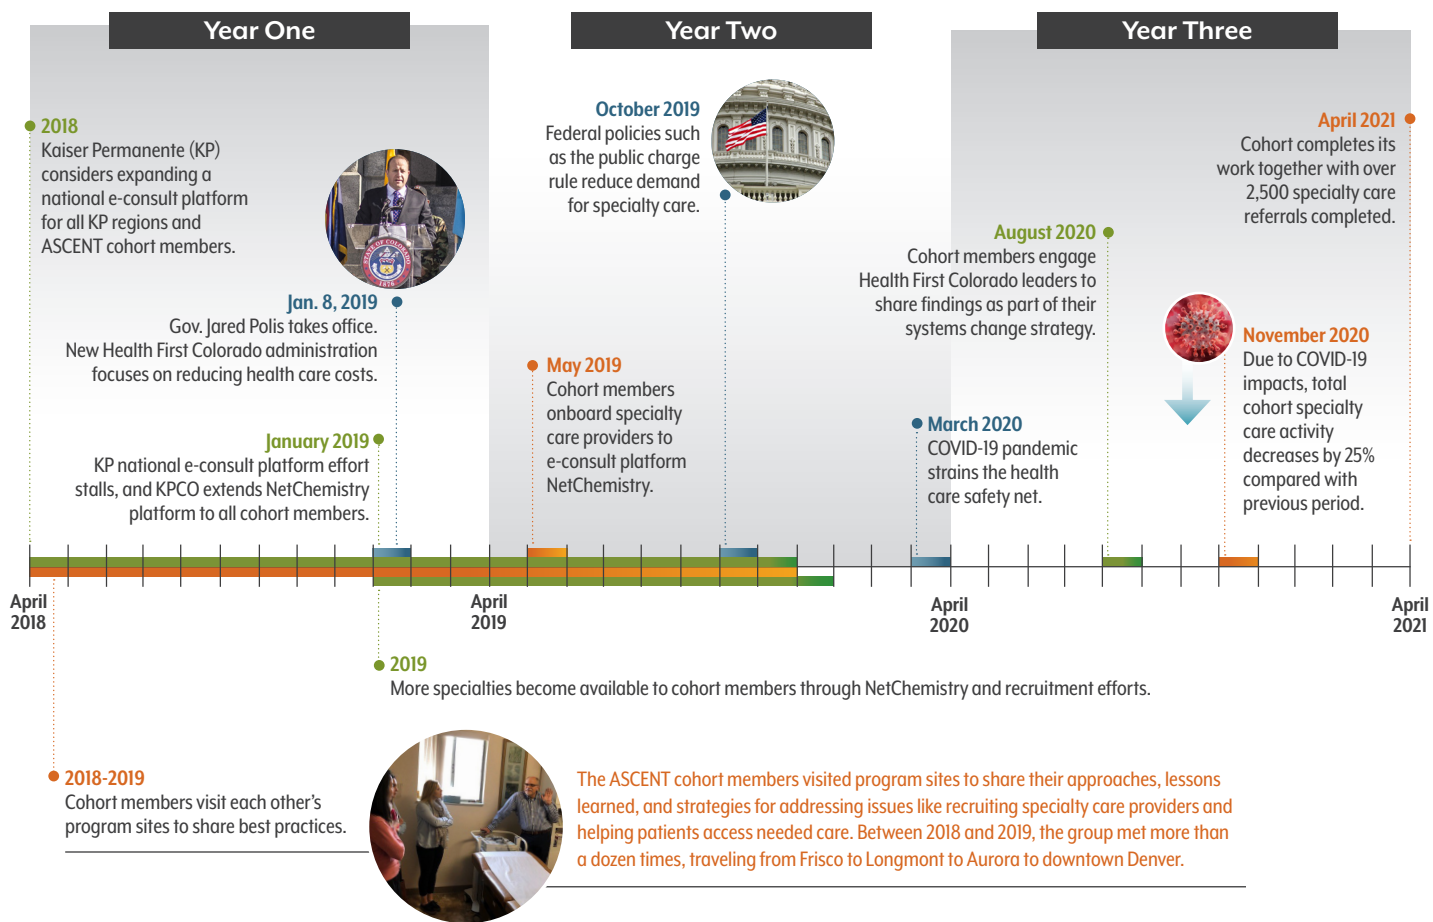 Year One
Year Two
Year Three
2018
Kaiser Permanente (KP)
considers expanding a
national e-consult platform
for all KP regions and
ASCENT cohort members.
STATE OF COLORADO
1876
Jan. 8, 2019
Gov. Jared Polis takes office.
New Health First Colorado administration
focuses on reducing health care costs.
January 2019
KP national e-consult platform effort
stalls, and KPCO extends NetChemistry
platform to all cohort members.
October 2019
Federal policies such
as the public charge
rule reduce demand
for specialty care.
May 2019
Cohort members
onboard specialty
care providers to
e-consult platform
NetChemistry.
April 2021
Cohort completes its
work together with over
2,500 specialty care
referrals completed.
August 2020
Cohort members engage
Health First Colorado leaders to
share findings as part of their
systems change strategy.
November 2020
Due to COVID-19
impacts, total
cohort specialty
care activity
decreases by 25%
compared with
previous period.
March 2020
COVID-19 pandemic
strains the health
care safety net.
April
2018
April
2019
April
2020
April
2021
2019
More specialties become available to cohort members through NetChemistry and recruitment efforts.
2018-2019
Cohort members visit each other's
program sites to share best practices.
The ASCENT cohort members visited program sites to share their approaches, lessons
learned, and strategies for addressing issues like recruiting specialty care providers and
helping patients access needed care. Between 2018 and 2019, the group met more than
a dozen times, traveling from Frisco to Longmont to Aurora to downtown Denver.